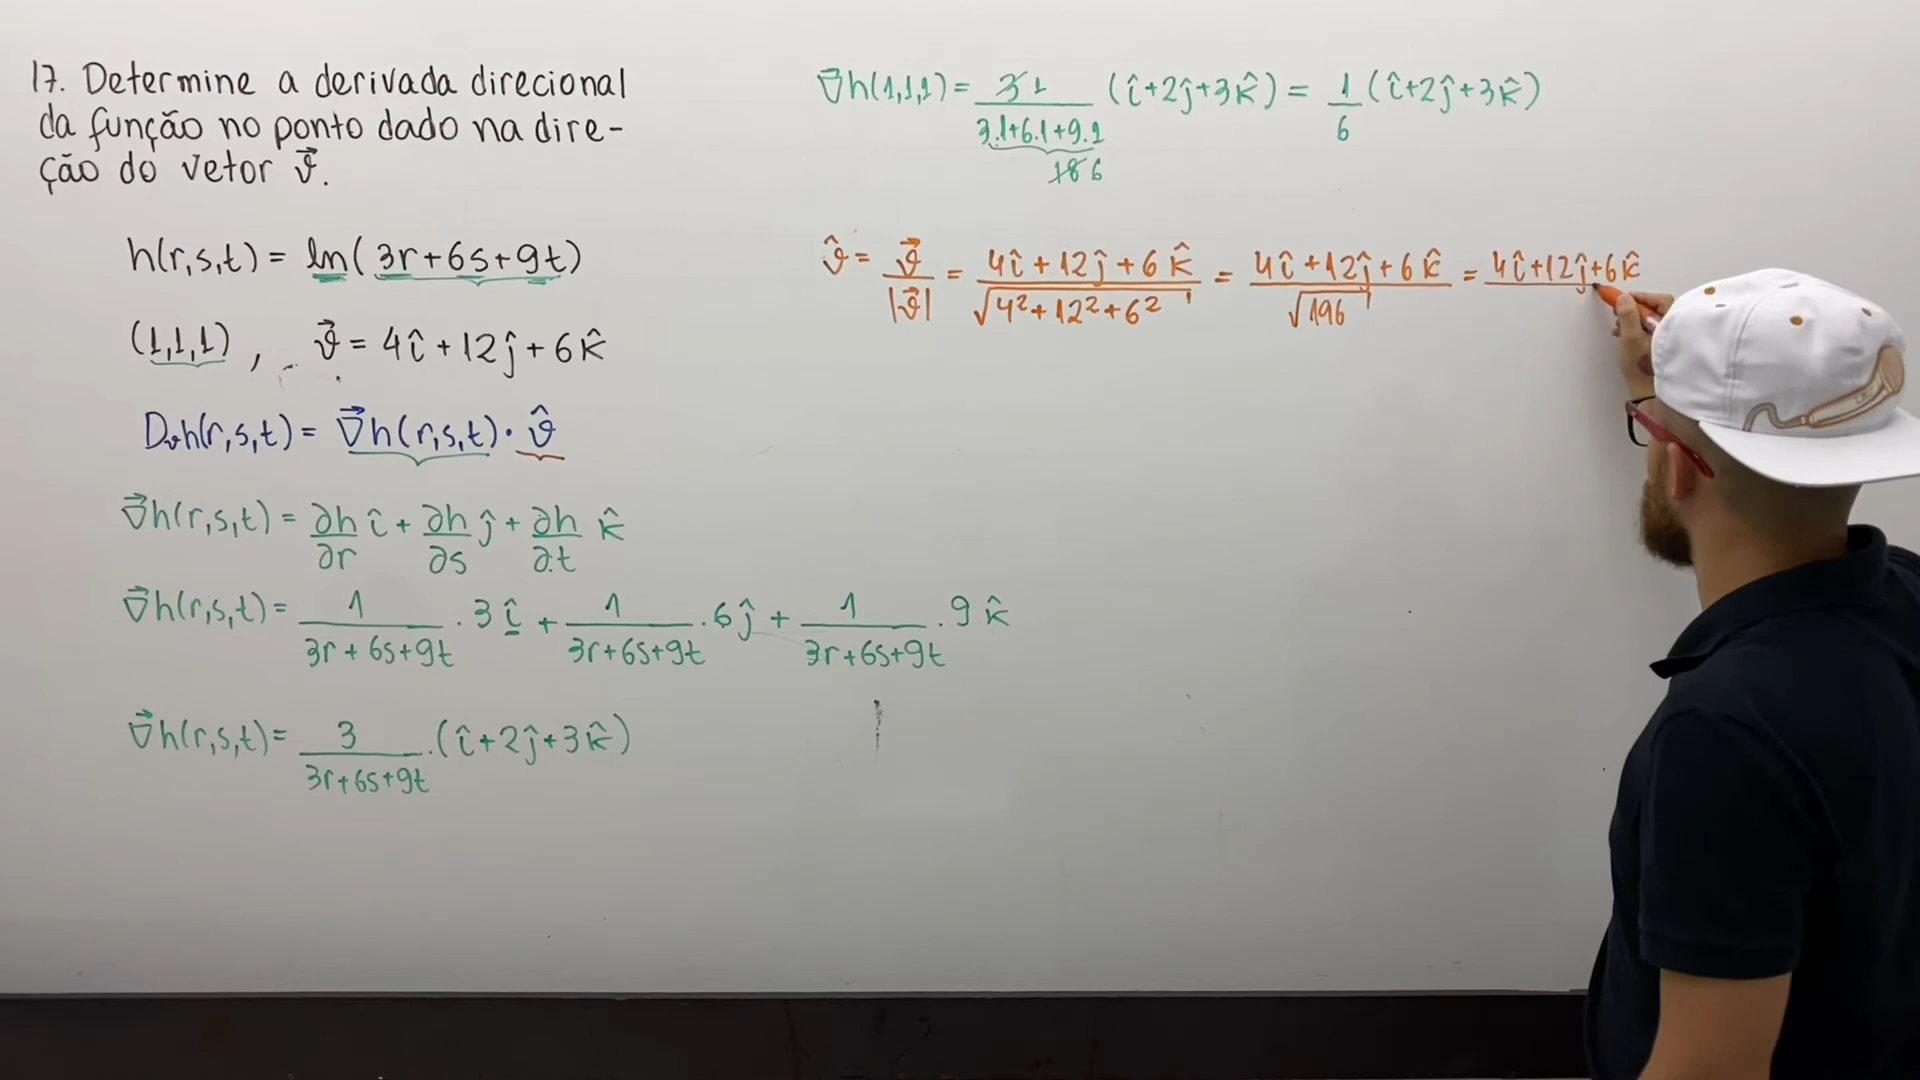 17. Determine a derivada direcional
da função no ponto dado na dire-
ção do vetor v⃗.
h(r,s,t) = ln(3r+6s+9t)
(1,1,1) , v⃗ = 4î+12ĵ+6k̂
Dᵥh(r,s,t) = ∇⃗h(r,s,t)·v̂
∇⃗h(r,s,t) = ∂h/∂r î + ∂h/∂s ĵ + ∂h/∂t k̂
∇⃗h(r,s,t) = 1/(3r+6s+9t) . 3 î + 1/(3r+6s+9t) . 6 ĵ + 1/(3r+6s+9t) . 9 k̂
∇⃗h(r,s,t) = 3/(3r+6s+9t) . (î+2ĵ+3k̂)
∇⃗h(1,1,1) = 3 1/(3.1+6.1+9.1) (î+2ĵ+3k̂) = 1/6 (î+2ĵ+3k̂)
18 6
v̂ = v⃗/|v⃗| = (4î+12ĵ+6k̂)/√(4²+12²+6²) = (4î+12ĵ+6k̂)/√196 = 4î+12ĵ+6k̂